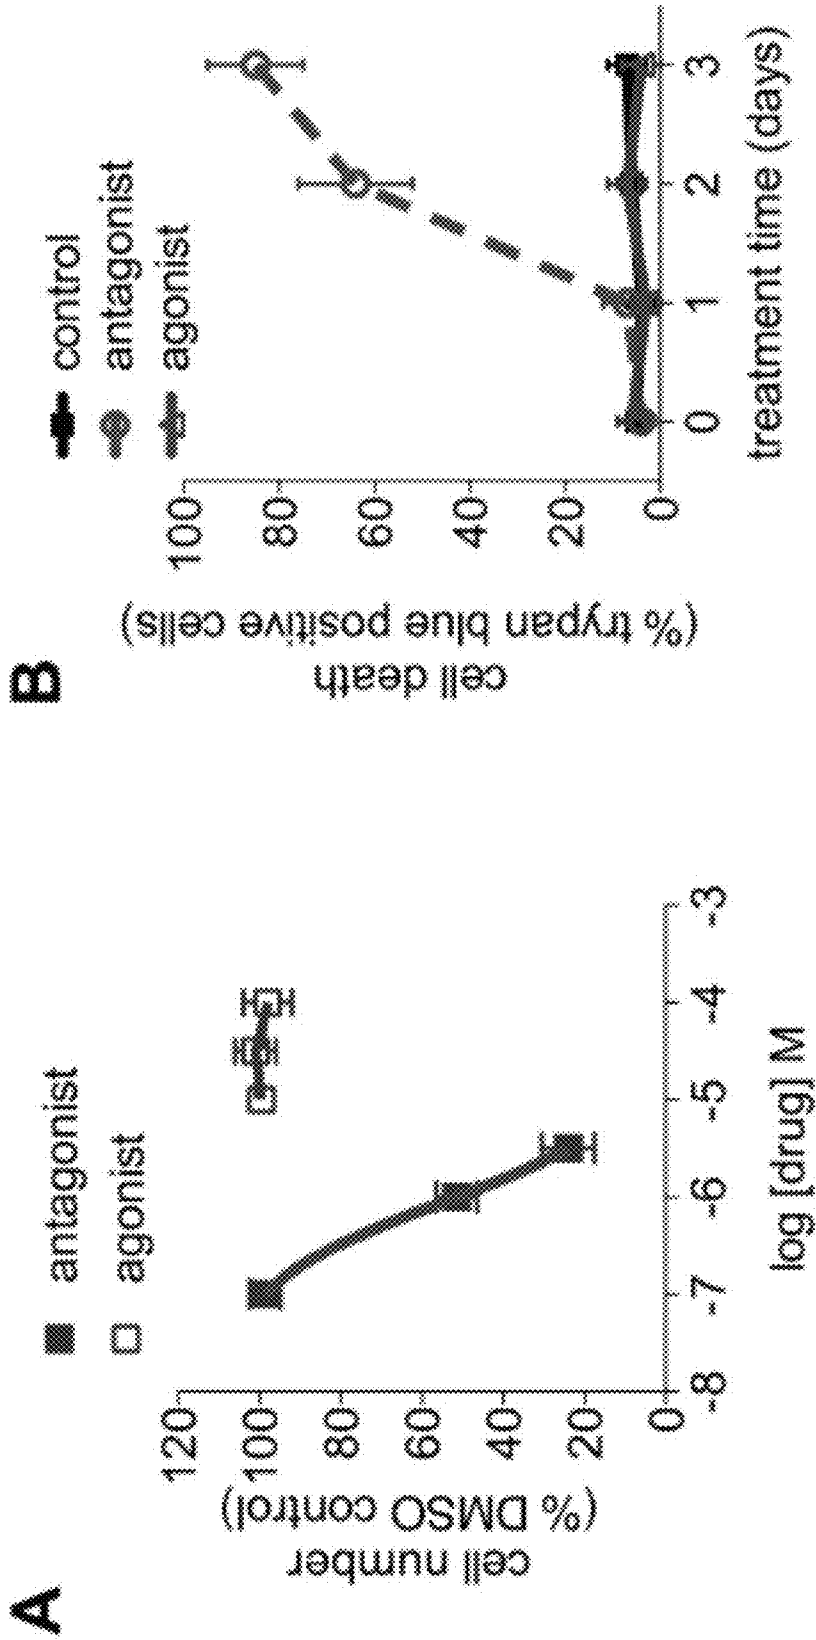 A
antagonist
agonist
cell number
(% DMSO control)
120
100
80
60
40
20
0
-8
-7
-6
-5
-4
-3
log [drug] M
B
control
antagonist
agonist
cell death
(% trypan blue positive cells)
100
80
60
40
20
0
0
1
2
3
treatment time (days)